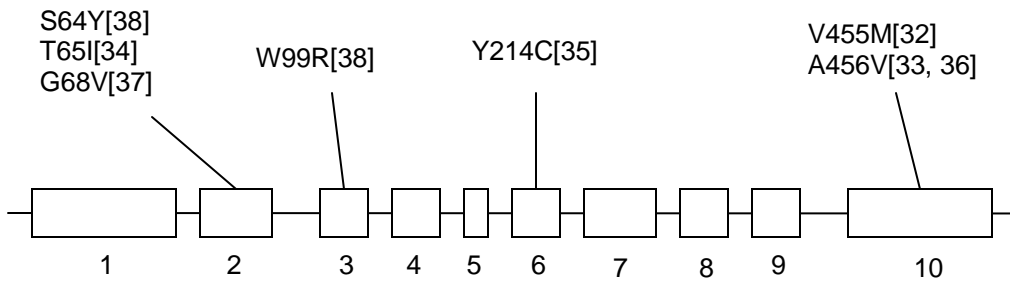 S64Y[38]
T65I[34]
G68V[37]
W99R[38]
Y214C[35]
V455M[32]
A456V[33, 36]
1 2 3 4 5 6 7 8 9 10